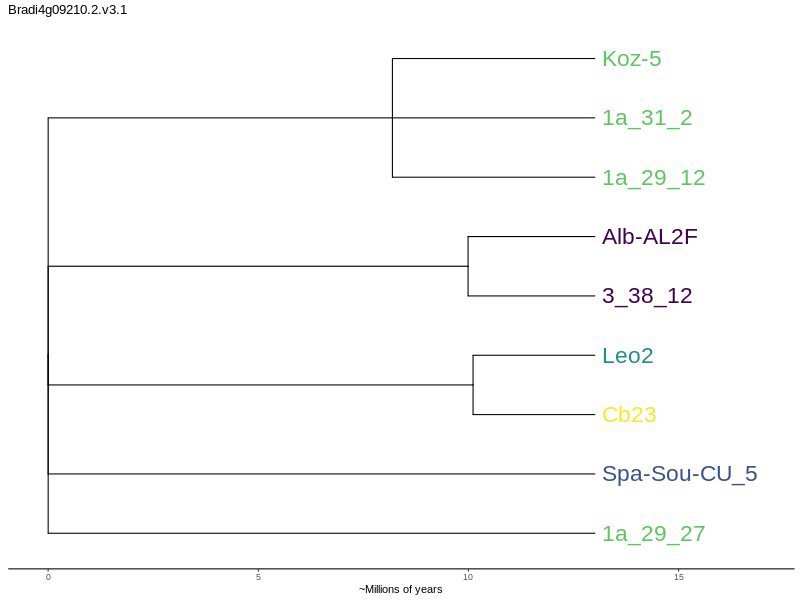 Bradi4g09210.2.v3.1
Koz-5
1a_31_2
1a_29_12
Alb-AL2F
3_38_12
Leo2
Cb23
Spa-Sou-CU_5
1a_29_27
0 5 10 15
~Millions of years